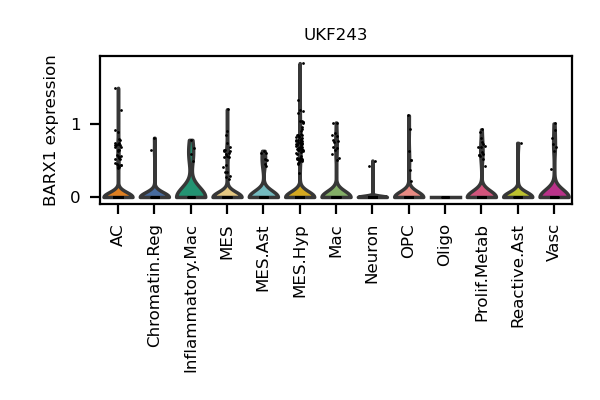 UKF243
BARX1 expression
1
0
AC
Chromatin.Reg
Inflammatory.Mac
MES
MES.Ast
MES.Hyp
Mac
Neuron
OPC
Oligo
Prolif.Metab
Reactive.Ast
Vasc